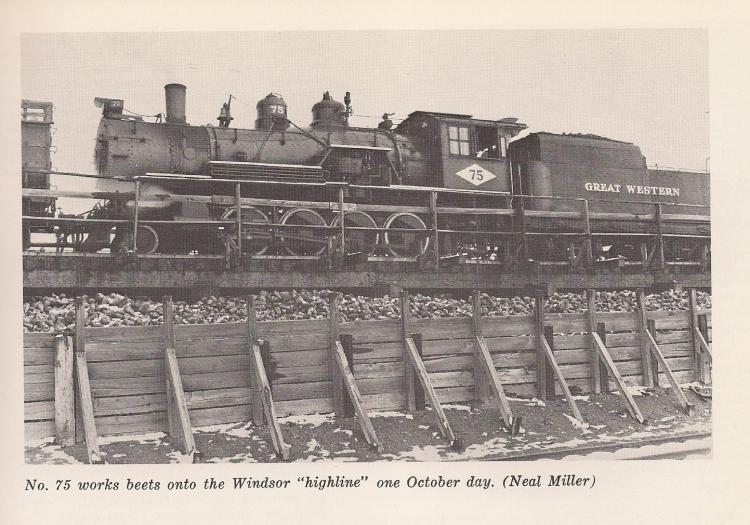 75
75
GREAT WESTERN
No. 75 works beets onto the Windsor "highline" one October day. (Neal Miller)